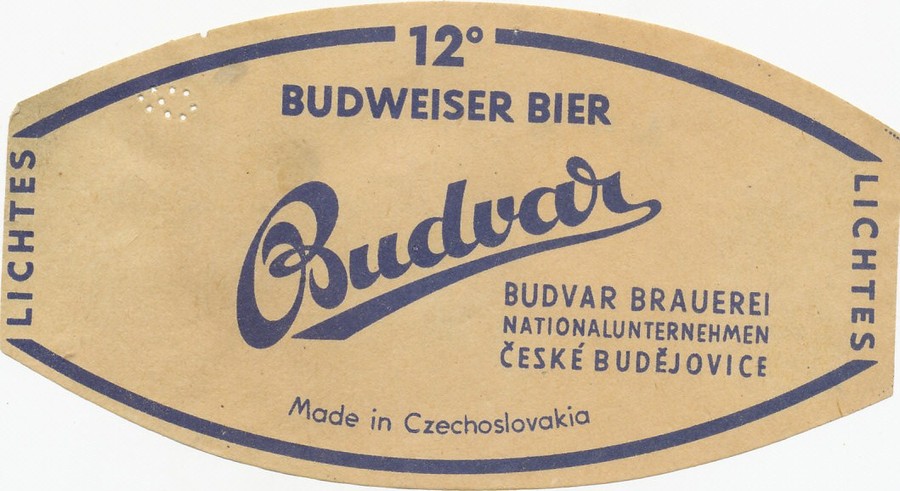 12°
BUDWEISER BIER
LICHTES
Budvar
LICHTES
BUDVAR BRAUEREI
NATIONALUNTERNEHMEN
ČESKÉ BUDĚJOVICE
Made in Czechoslovakia